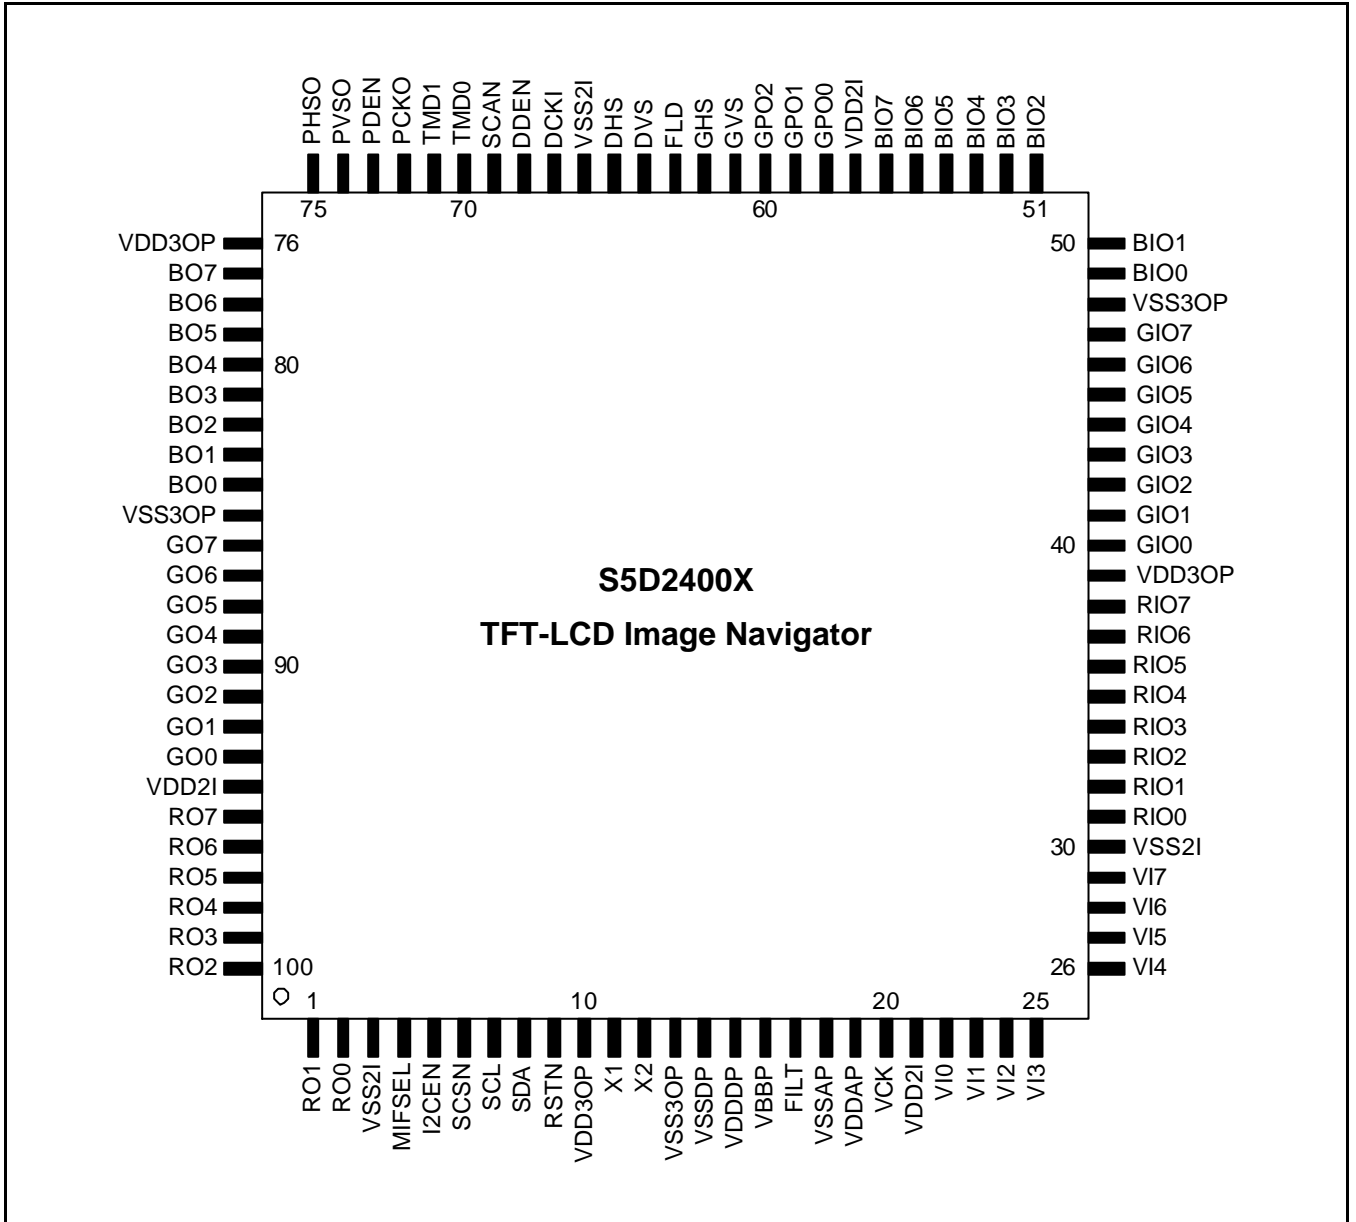 PHSO PVSO PDEN PCKO TMD1 TMD0 SCAN DDEN DCKI VSS2I DHS DVS FLD GHS GVS GPO2 GPO1 GPO0 VDD2I BIO7 BIO6 BIO5 BIO4 BIO3 BIO2
75 70 60 51
VDD3OP 76 50 BIO1
BO7 BIO0
BO6 VSS3OP
BO5 GIO7
BO4 80 GIO6
BO3 GIO5
BO2 GIO4
BO1 GIO3
BO0 GIO2
VSS3OP GIO1
GO7 40 GIO0
GO6 VDD3OP
S5D2400X
GO5 RIO7
GO4 RIO6
TFT-LCD Image Navigator
GO3 90 RIO5
GO2 RIO4
GO1 RIO3
GO0 RIO2
VDD2I RIO1
RO7 RIO0
RO6 30 VSS2I
RO5 VI7
RO4 VI6
RO3 VI5
RO2 100 26 VI4
1 10 20 25
RO1 RO0 VSS2I MIFSEL I2CEN SCSN SCL SDA RSTN VDD3OP X1 X2 VSS3OP VSSDP VDDDP VBBP FILT VSSAP VDDAP VCK VDD2I VI0 VI1 VI2 VI3